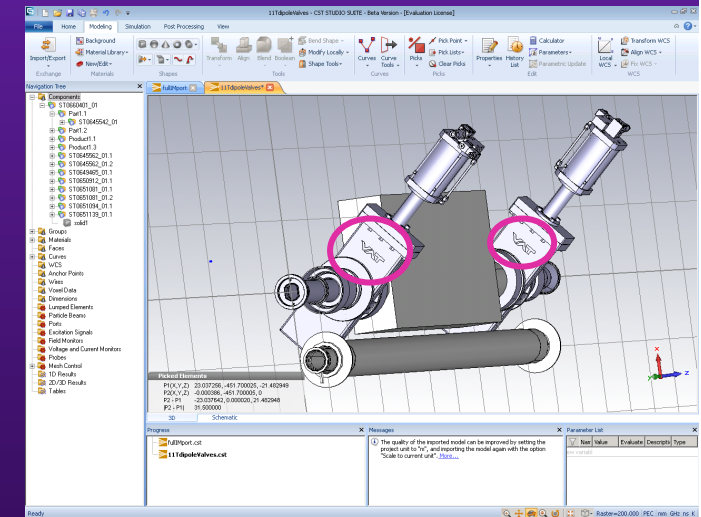 11TdipoleValves - CST STUDIO SUITE - Beta Version - [Evaluation License]
File Home Modeling Simulation Post Processing View
Import/Export
Exchange
Background
Material Library
New/Edit
Materials
Shapes
Transform Align Blend Boolean
Bend Shape
Modify Locally
Shape Tools
Tools
Curves Curve Tools
Curves
Picks
Pick Point
Pick Lists
Clear Picks
Picks
Properties History List
Calculator
Parameters
Parametric Update
Edit
Local WCS
Transform WCS
Align WCS
Fix WCS
WCS
Navigation Tree
Components
ST0660401_01
Part1.1
ST0645542_01
Part1.2
Product1.1
Product1.3
ST0645562_01.1
ST0645562_01.2
ST0649465_01.1
ST0650912_01.1
ST0651081_01.1
ST0651081_01.2
ST0651094_01.1
ST0651139_01.1
solid1
Groups
Materials
Faces
Curves
WCS
Anchor Points
Wires
Voxel Data
Dimensions
Lumped Elements
Particle Beams
Ports
Excitation Signals
Field Monitors
Voltage and Current Monitors
Probes
Mesh Control
1D Results
2D/3D Results
Tables
fullIMport 11TdipoleValves*
VAT
VAT
x
y
z
Picked Elements
P1(X,Y,Z) 23.037256, -451.700025, -21.482949
P2(X,Y,Z) -0.000386, -451.700005, 0
P2 - P1 -23.037642, 0.000020, 21.482948
|P2 - P1| 31.500000
3D Schematic
Progress
fullIMport.cst
11TdipoleValves.cst
Messages
The quality of the imported model can be improved by setting the
project unit to "m", and importing the model again with the option
"Scale to current unit". More...
Parameter List
Value Evaluate Type
Ready
Raster=200.000 PEC mm GHz ns K